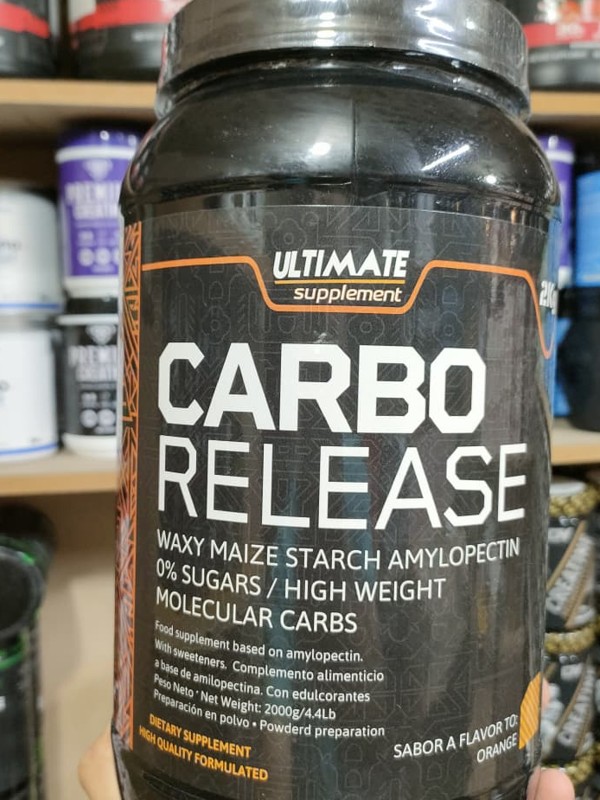 ULTIMATE
supplement
2Kg
CARBO
RELEASE
WAXY MAIZE STARCH AMYLOPECTIN
0% SUGARS / HIGH WEIGHT
MOLECULAR CARBS
Food supplement based on amylopectin.
With sweeteners. Complemento alimenticio
a base de amilopectina. Con edulcorantes
Peso Neto · Net Weight: 2000g/4.4Lb
Preparación en polvo • Powderd preparation
DIETARY SUPPLEMENT
HIGH QUALITY FORMULATED
SABOR A FLAVOR TO:
ORANGE